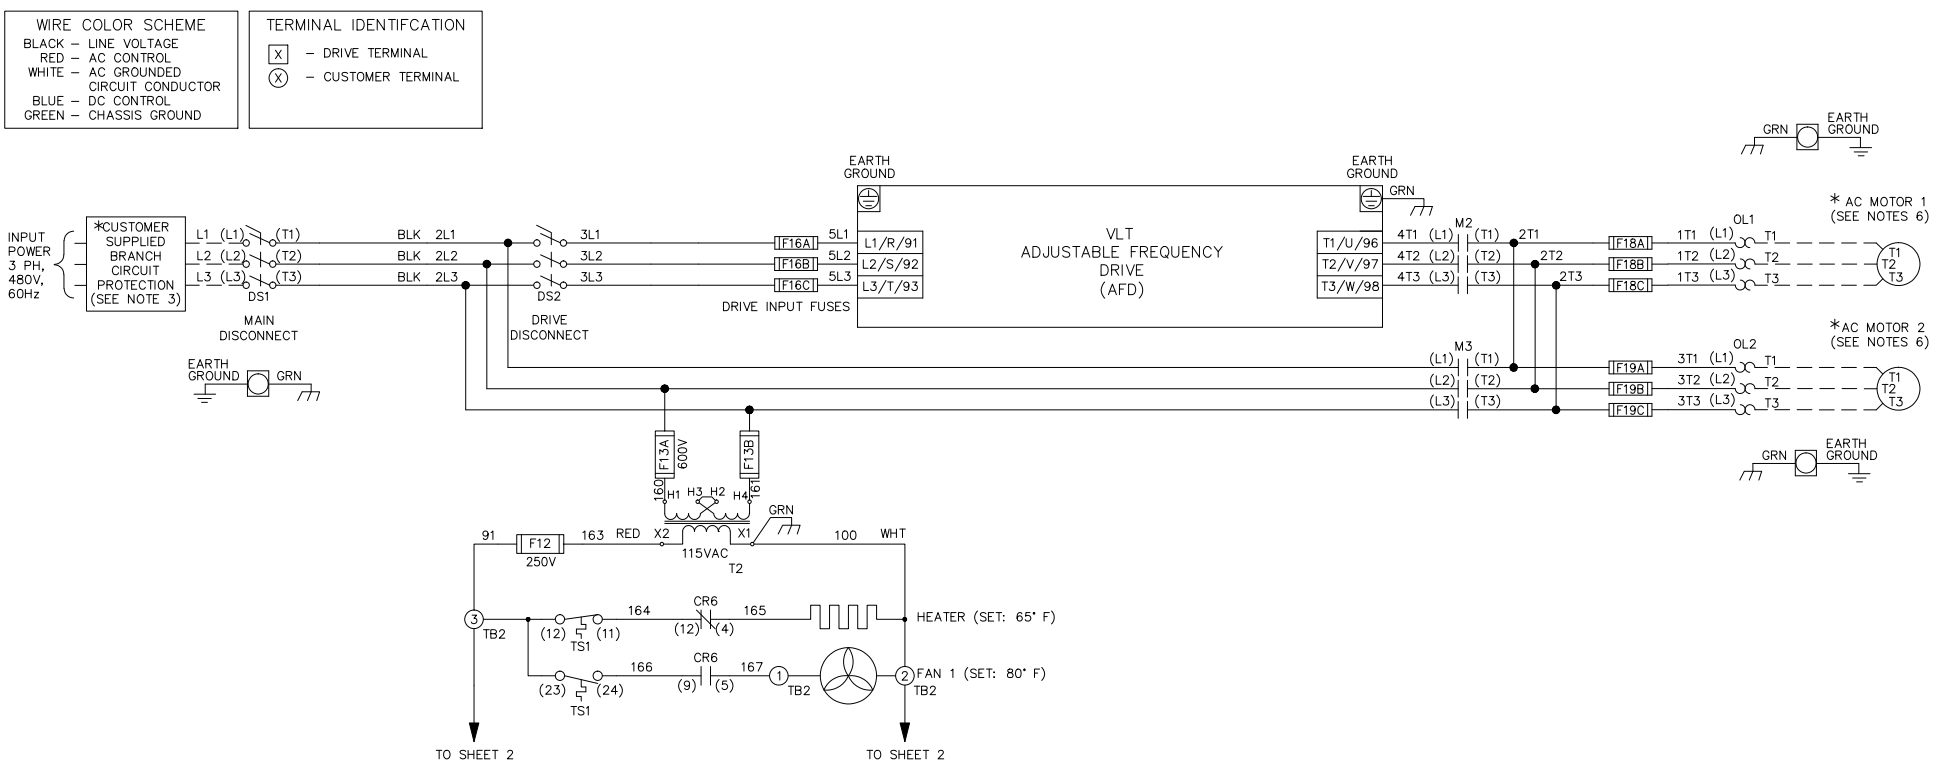 WIRE COLOR SCHEME
BLACK – LINE VOLTAGE
RED – AC CONTROL
WHITE – AC GROUNDED
CIRCUIT CONDUCTOR
BLUE – DC CONTROL
GREEN – CHASSIS GROUND
TERMINAL IDENTIFCATION
X – DRIVE TERMINAL
X – CUSTOMER TERMINAL
INPUT
POWER
3 PH,
480V,
60Hz
*CUSTOMER
SUPPLIED
BRANCH
CIRCUIT
PROTECTION
(SEE NOTE 3)
L1 (L1) (T1)
L2 (L2) (T2)
L3 (L3) (T3)
DS1
MAIN
DISCONNECT
EARTH
GROUND
GRN
BLK 2L1
BLK 2L2
BLK 2L3
3L1
3L2
3L3
DS2
DRIVE
DISCONNECT
F16A
F16B
F16C
5L1
5L2
5L3
DRIVE INPUT FUSES
EARTH
GROUND
L1/R/91
L2/S/92
L3/T/93
VLT
ADJUSTABLE FREQUENCY
DRIVE
(AFD)
EARTH
GROUND
GRN
T1/U/96
T2/V/97
T3/W/98
M2
4T1 (L1) (T1) 2T1
4T2 (L2) (T2) 2T2
4T3 (L3) (T3) 2T3
F18A
F18B
F18C
OL1
1T1 (L1) T1
1T2 (L2) T2
1T3 (L3) T3
T1
T2
T3
GRN
EARTH
GROUND
* AC MOTOR 1
(SEE NOTES 6)
M3
(L1) (T1)
(L2) (T2)
(L3) (T3)
F19A
F19B
F19C
OL2
3T1 (L1) T1
3T2 (L2) T2
3T3 (L3) T3
T1
T2
T3
*AC MOTOR 2
(SEE NOTES 6)
GRN
EARTH
GROUND
F13A
600V
F13B
160
161
H1 H3 H2 H4
GRN
91 F12 163 RED X2 X1 100 WHT
250V
115VAC
T2
3
TB2
164 CR6 165
(12) (11) (12) (4)
TS1
HEATER (SET: 65° F)
166 CR6 167 1 2
(23) (24) (9) (5) TB2 TB2
TS1
FAN 1 (SET: 80° F)
TO SHEET 2
TO SHEET 2